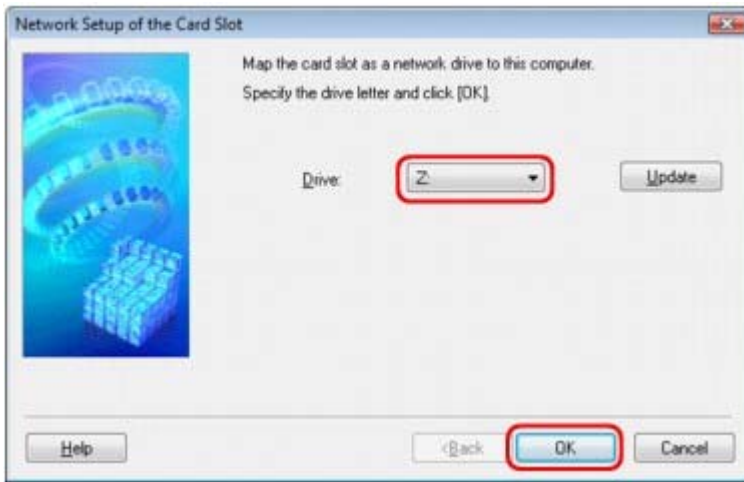 Network Setup of the Card Slot
Map the card slot as a network drive to this computer.
Specify the drive letter and click [OK].
Drive: Z: Update
Help <Back OK Cancel